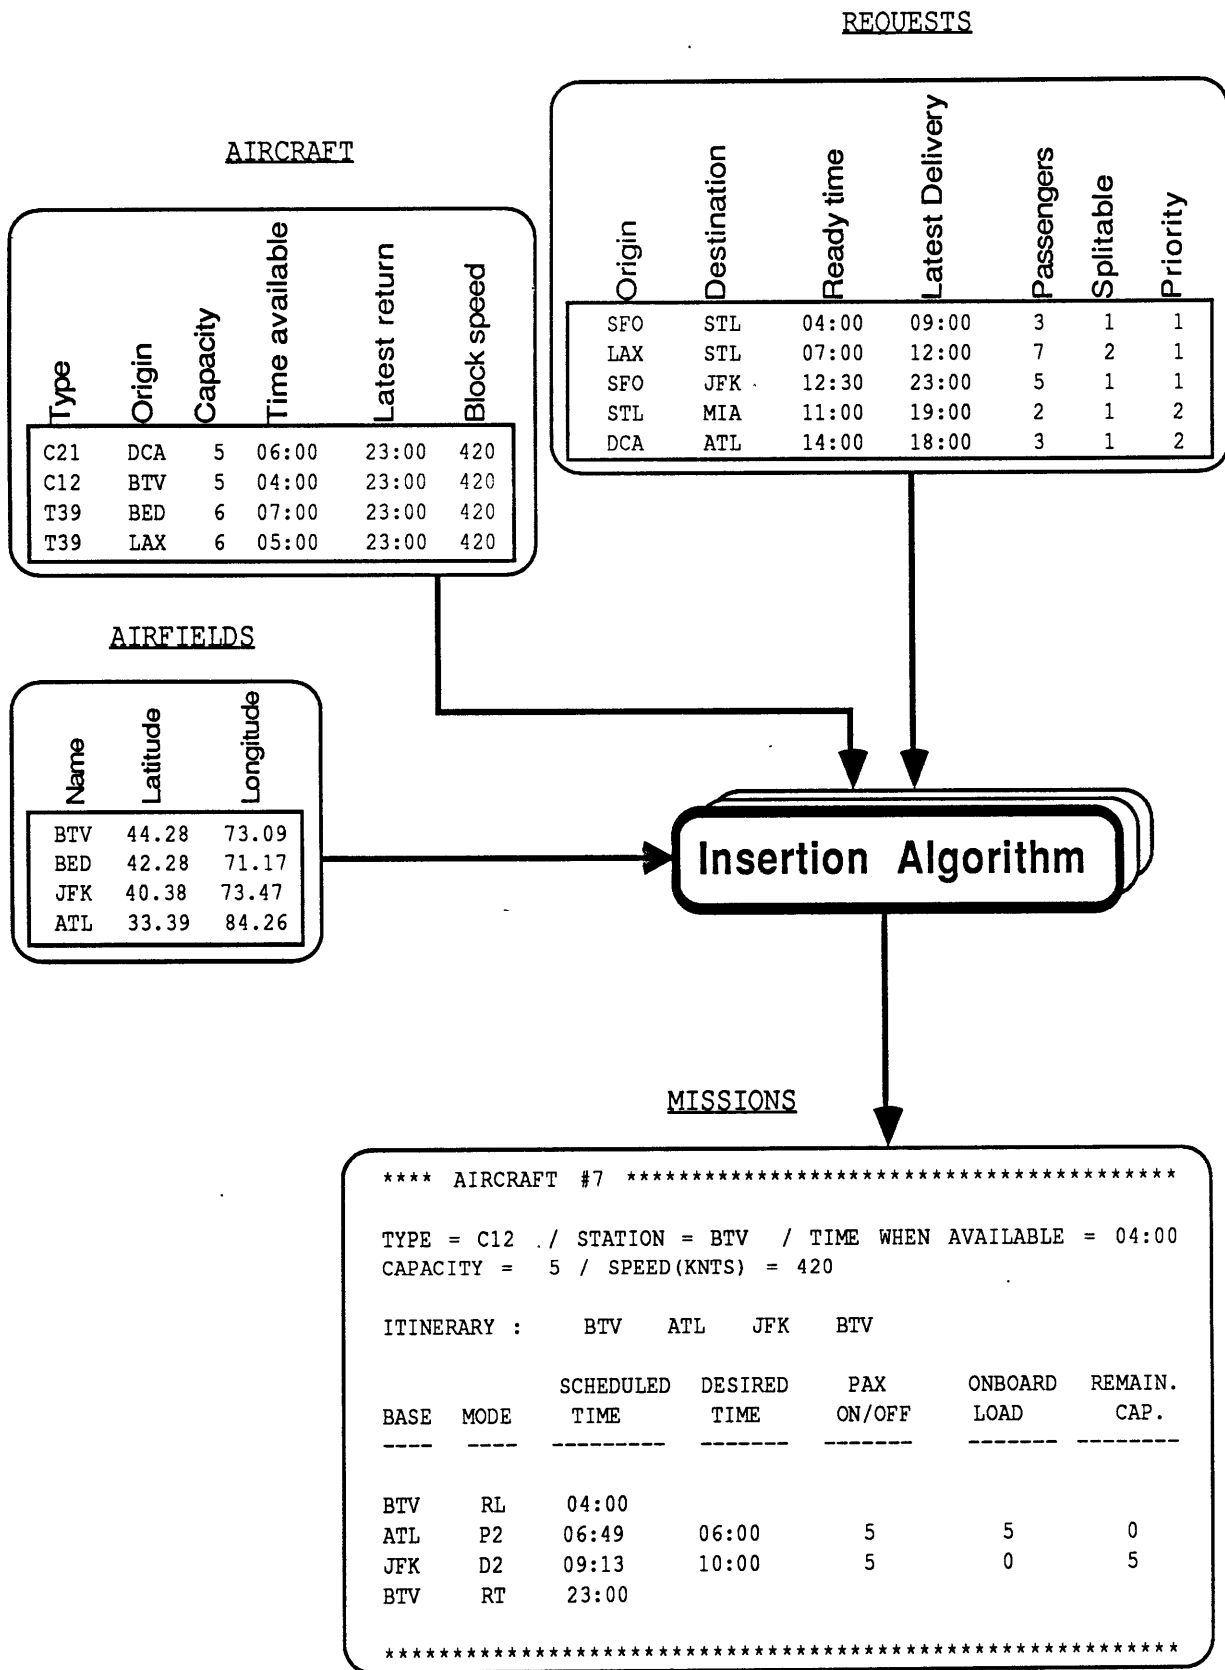 REQUESTS
Origin Destination Ready time Latest Delivery Passengers Splitable Priority
SFO STL 04:00 09:00 3 1 1
LAX STL 07:00 12:00 7 2 1
SFO JFK 12:30 23:00 5 1 1
STL MIA 11:00 19:00 2 1 2
DCA ATL 14:00 18:00 3 1 2
AIRCRAFT
Type Origin Capacity Time available Latest return Block speed
C21 DCA 5 06:00 23:00 420
C12 BTV 5 04:00 23:00 420
T39 BED 6 07:00 23:00 420
T39 LAX 6 05:00 23:00 420
AIRFIELDS
Name Latitude Longitude
BTV 44.28 73.09
BED 42.28 71.17
JFK 40.38 73.47
ATL 33.39 84.26
Insertion Algorithm
MISSIONS
**** AIRCRAFT #7 ******************************************
TYPE = C12 / STATION = BTV / TIME WHEN AVAILABLE = 04:00
CAPACITY = 5 / SPEED(KNTS) = 420
ITINERARY : BTV ATL JFK BTV
SCHEDULED DESIRED PAX ONBOARD REMAIN.
BASE MODE TIME TIME ON/OFF LOAD CAP.
---- ---- --------- ------- ------- ------- --------
BTV RL 04:00
ATL P2 06:49 06:00 5 5 0
JFK D2 09:13 10:00 5 0 5
BTV RT 23:00
************************************************************